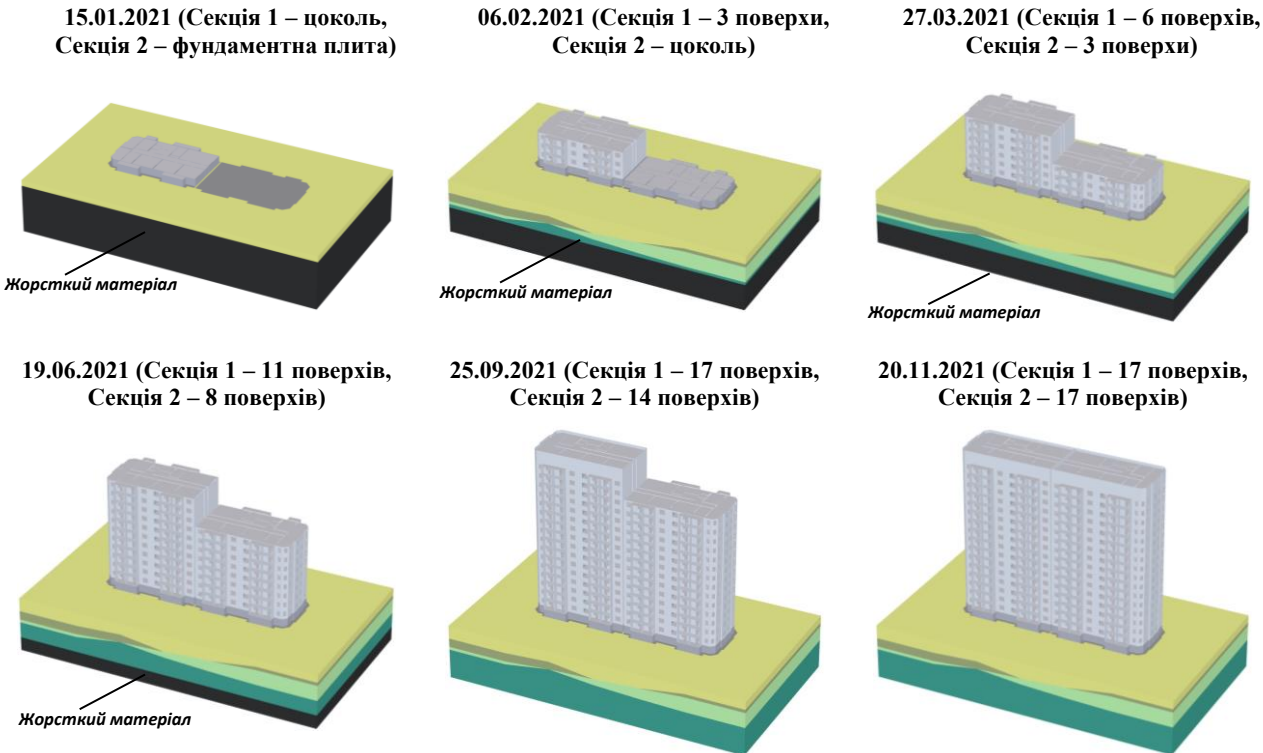 15.01.2021 (Секція 1 – цоколь,
Секція 2 – фундаментна плита)
06.02.2021 (Секція 1 – 3 поверхи,
Секція 2 – цоколь)
27.03.2021 (Секція 1 – 6 поверхів,
Секція 2 – 3 поверхи)
Жорсткий матеріал
Жорсткий матеріал
Жорсткий матеріал
19.06.2021 (Секція 1 – 11 поверхів,
Секція 2 – 8 поверхів)
25.09.2021 (Секція 1 – 17 поверхів,
Секція 2 – 14 поверхів)
20.11.2021 (Секція 1 – 17 поверхів,
Секція 2 – 17 поверхів)
Жорсткий матеріал